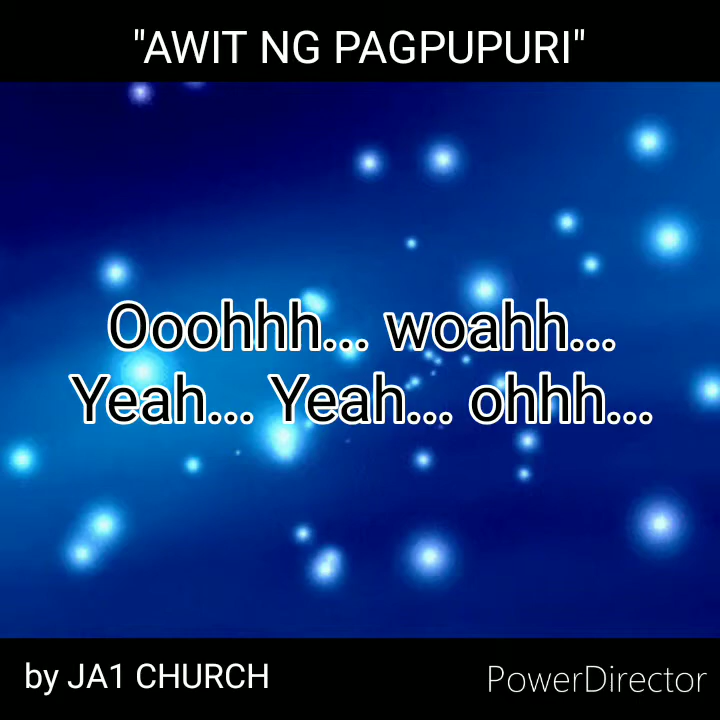 "AWIT NG PAGPUPURI"
Ooohhh... woahh...
Yeah... Yeah... ohhh...
by JA1 CHURCH
PowerDirector